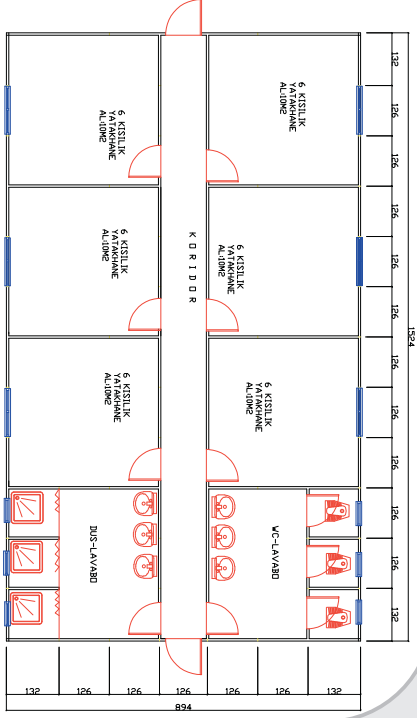 6 KISILIK
YATAKHANE
AL:10M2
6 KISILIK
YATAKHANE
AL:10M2
6 KISILIK
YATAKHANE
AL:10M2
6 KISILIK
YATAKHANE
AL:10M2
6 KISILIK
YATAKHANE
AL:10M2
6 KISILIK
YATAKHANE
AL:10M2
KORIDOR
DUS-LAVABO
WC-LAVABO
132 126 126 126 126 126 126 126 126 126 126 132
1524
132 126 126 126 126 126 132
894